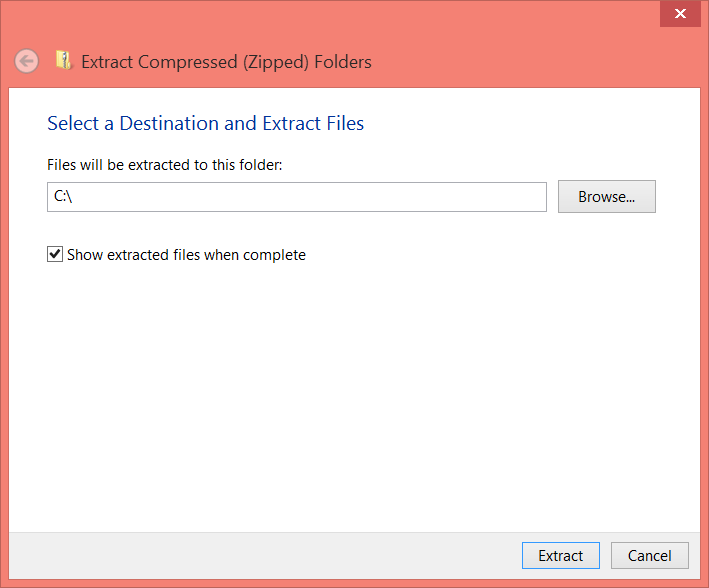 Extract Compressed (Zipped) Folders
Select a Destination and Extract Files
Files will be extracted to this folder:
C:\
Browse...
Show extracted files when complete
Extract
Cancel